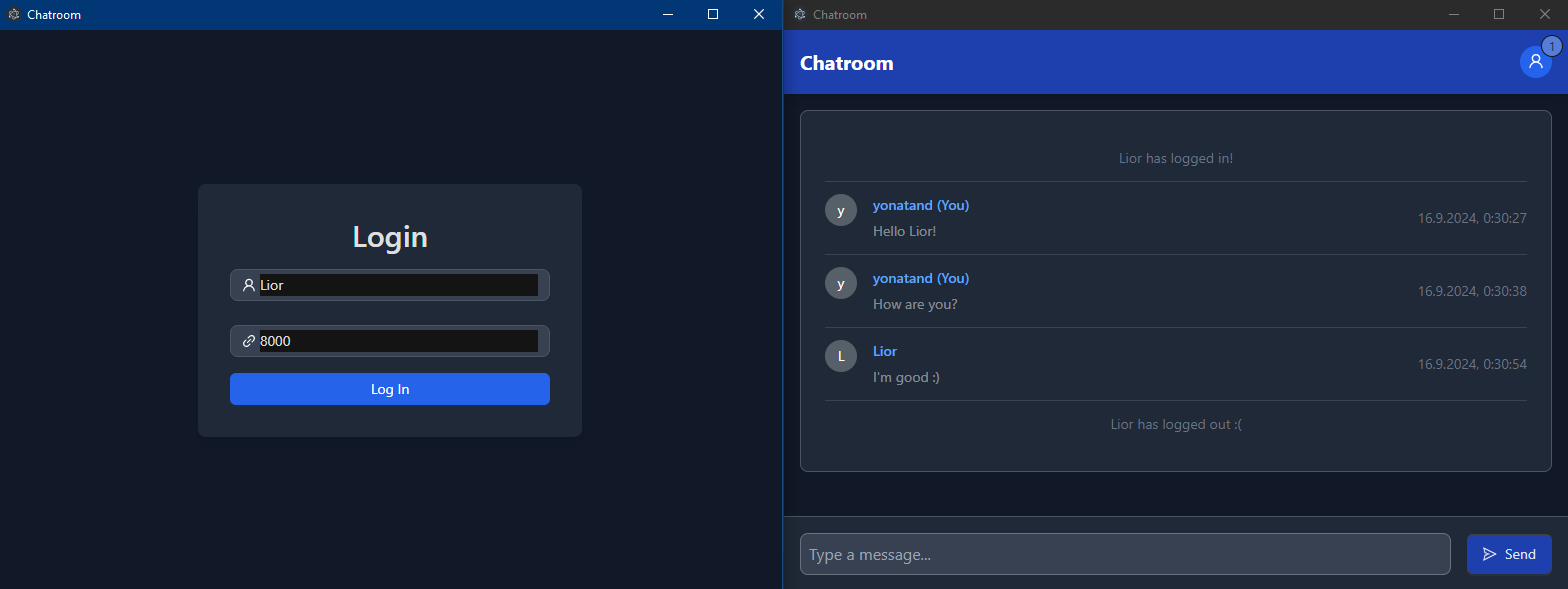 Chatroom
Login
Lior
8000
Log In
Chatroom
Chatroom
1
Lior has logged in!
y
yonatand (You)
Hello Lior!
16.9.2024, 0:30:27
y
yonatand (You)
How are you?
16.9.2024, 0:30:38
L
Lior
I'm good :)
16.9.2024, 0:30:54
Lior has logged out :(
Type a message...
Send